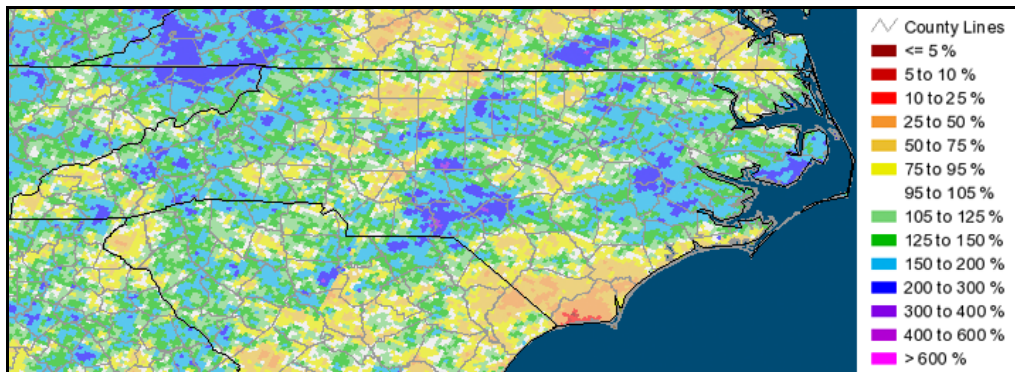 County Lines
<= 5 %
5 to 10 %
10 to 25 %
25 to 50 %
50 to 75 %
75 to 95 %
95 to 105 %
105 to 125 %
125 to 150 %
150 to 200 %
200 to 300 %
300 to 400 %
400 to 600 %
> 600 %